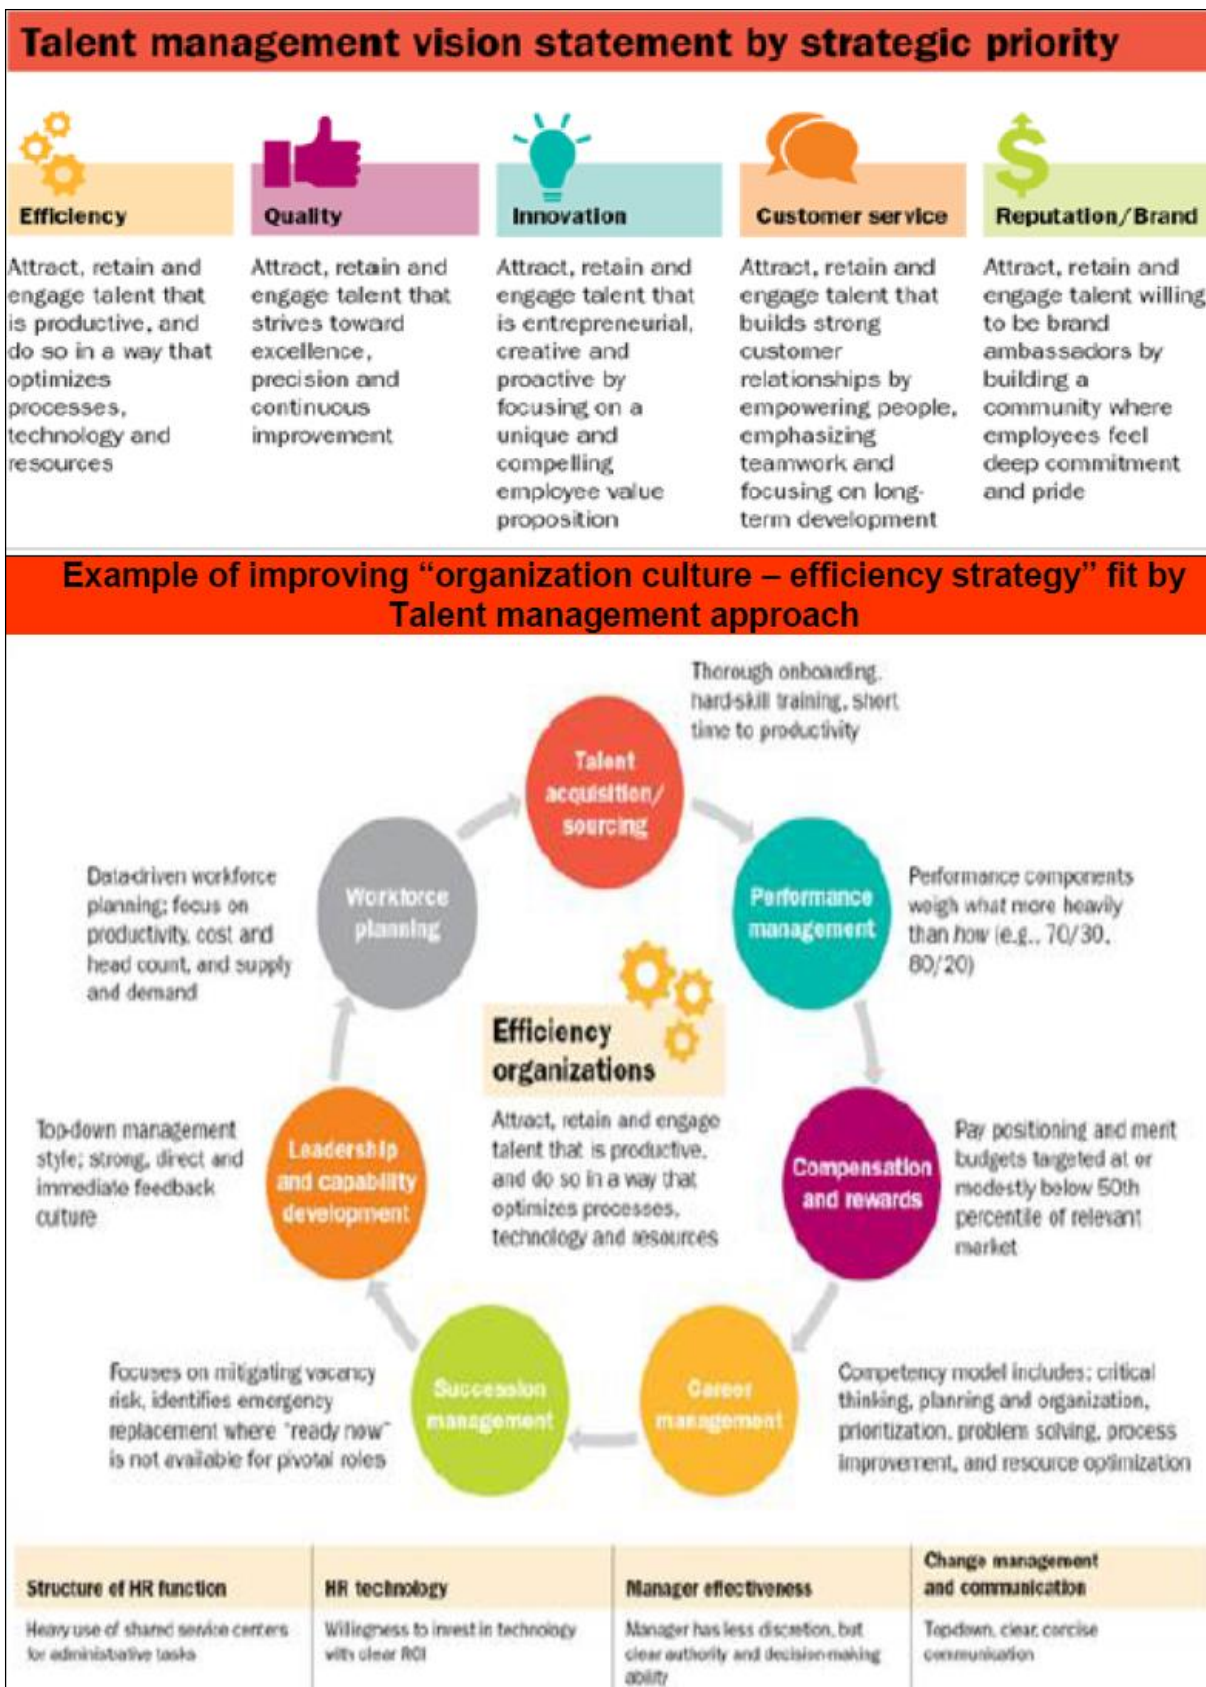 Talent management vision statement by strategic priority
Efficiency
Attract, retain and
engage talent that
is productive, and
do so in a way that
optimizes
processes,
technology and
resources
Quality
Attract, retain and
engage talent that
strives toward
excellence,
precision and
continuous
improvement
Innovation
Attract, retain and
engage talent that
is entrepreneurial,
creative and
proactive by
focusing on a
unique and
compelling
employee value
proposition
Customer service
Attract, retain and
engage talent that
builds strong
customer
relationships by
empowering people,
emphasizing
teamwork and
focusing on long-
term development
Reputation/Brand
Attract, retain and
engage talent willing
to be brand
ambassadors by
building a
community where
employees feel
deep commitment
and pride
Example of improving “organization culture – efficiency strategy” fit by
Talent management approach
Talent
acquisition/
sourcing
Thorough onboarding,
hard-skill training, short
time to productivity
Performance
management
Performance components
weigh what more heavily
than how (e.g., 70/30,
80/20)
Compensation
and rewards
Pay positioning and merit
budgets targeted at or
modestly below 50th
percentile of relevant
market
Career
management
Competency model includes: critical
thinking, planning and organization,
prioritization, problem solving, process
improvement, and resource optimization
Succession
management
Focuses on mitigating vacancy
risk, identifies emergency
replacement where “ready now”
is not available for pivotal roles
Leadership
and capability
development
Top-down management
style; strong, direct and
immediate feedback
culture
Workforce
planning
Data-driven workforce
planning; focus on
productivity, cost and
head count, and supply
and demand
Efficiency
organizations
Attract, retain and engage
talent that is productive,
and do so in a way that
optimizes processes,
technology and resources
Structure of HR function
Heavy use of shared service centers
for administrative tasks
HR technology
Willingness to invest in technology
with clear ROI
Manager effectiveness
Manager has less discretion, but
clear authority and decision-making
ability
Change management
and communication
Top-down, clear, concise
communication